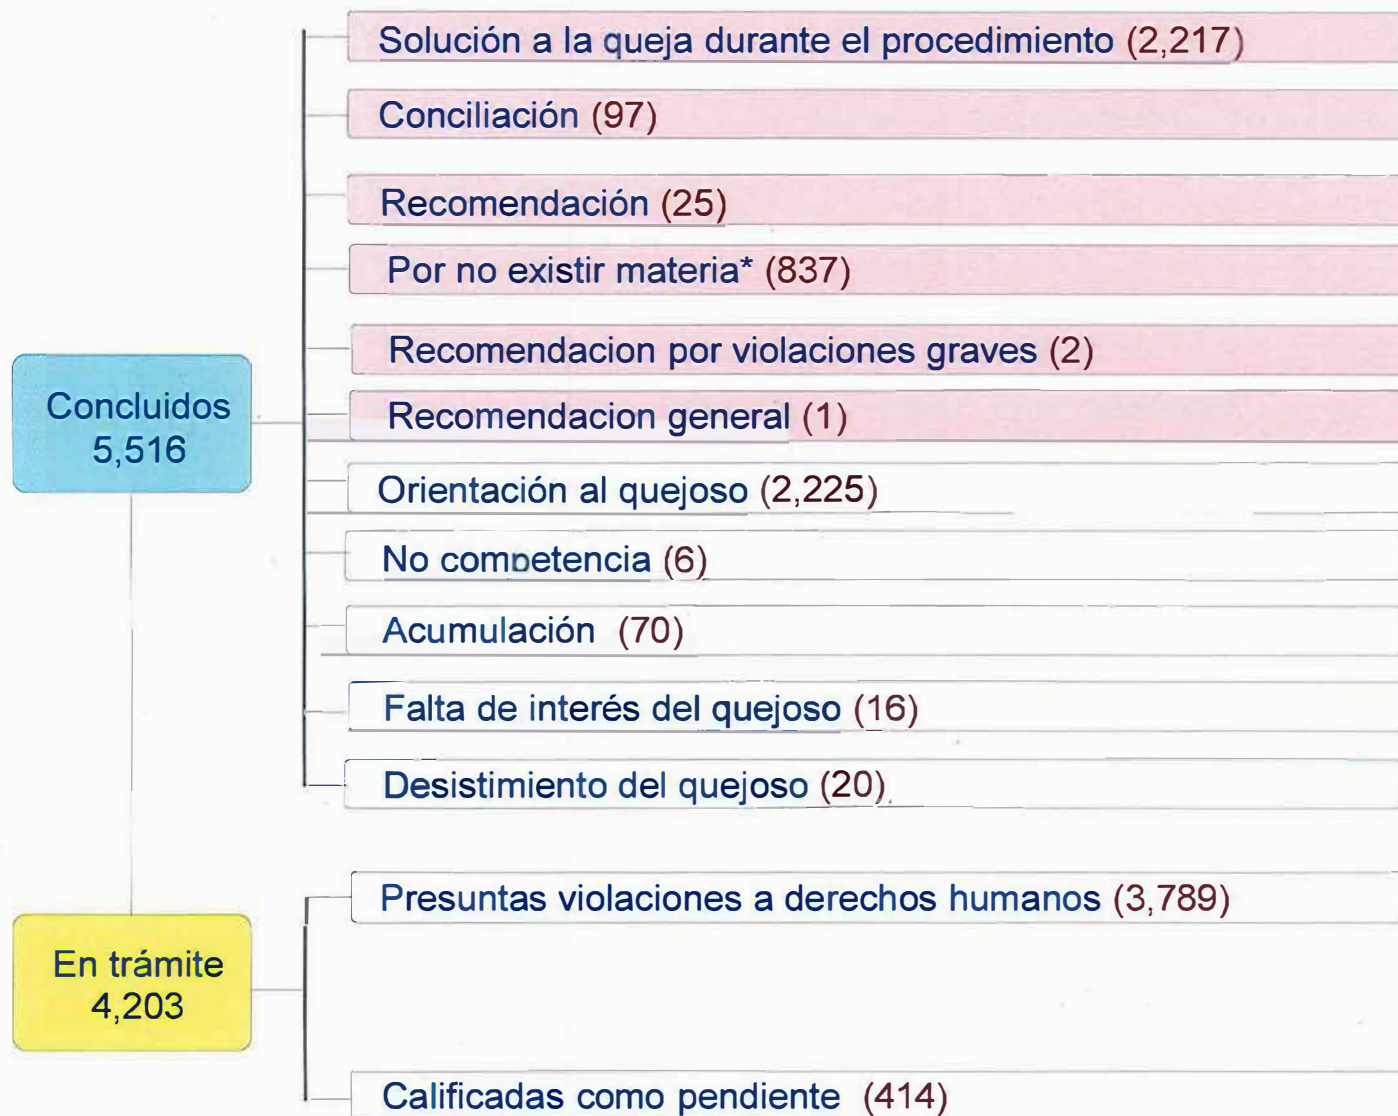 Solución a la queja durante el procedimiento (2,217)
Conciliación (97)
Recomendación (25)
Por no existir materia* (837)
Recomendacion por violaciones graves (2)
Recomendacion general (1)
Concluidos
5,516
Orientación al quejoso (2,225)
No competencia (6)
Acumulación (70)
Falta de interés del quejoso (16)
Desistimiento del quejoso (20)
Presuntas violaciones a derechos humanos (3,789)
En trámite
4,203
Calificadas como pendiente (414)